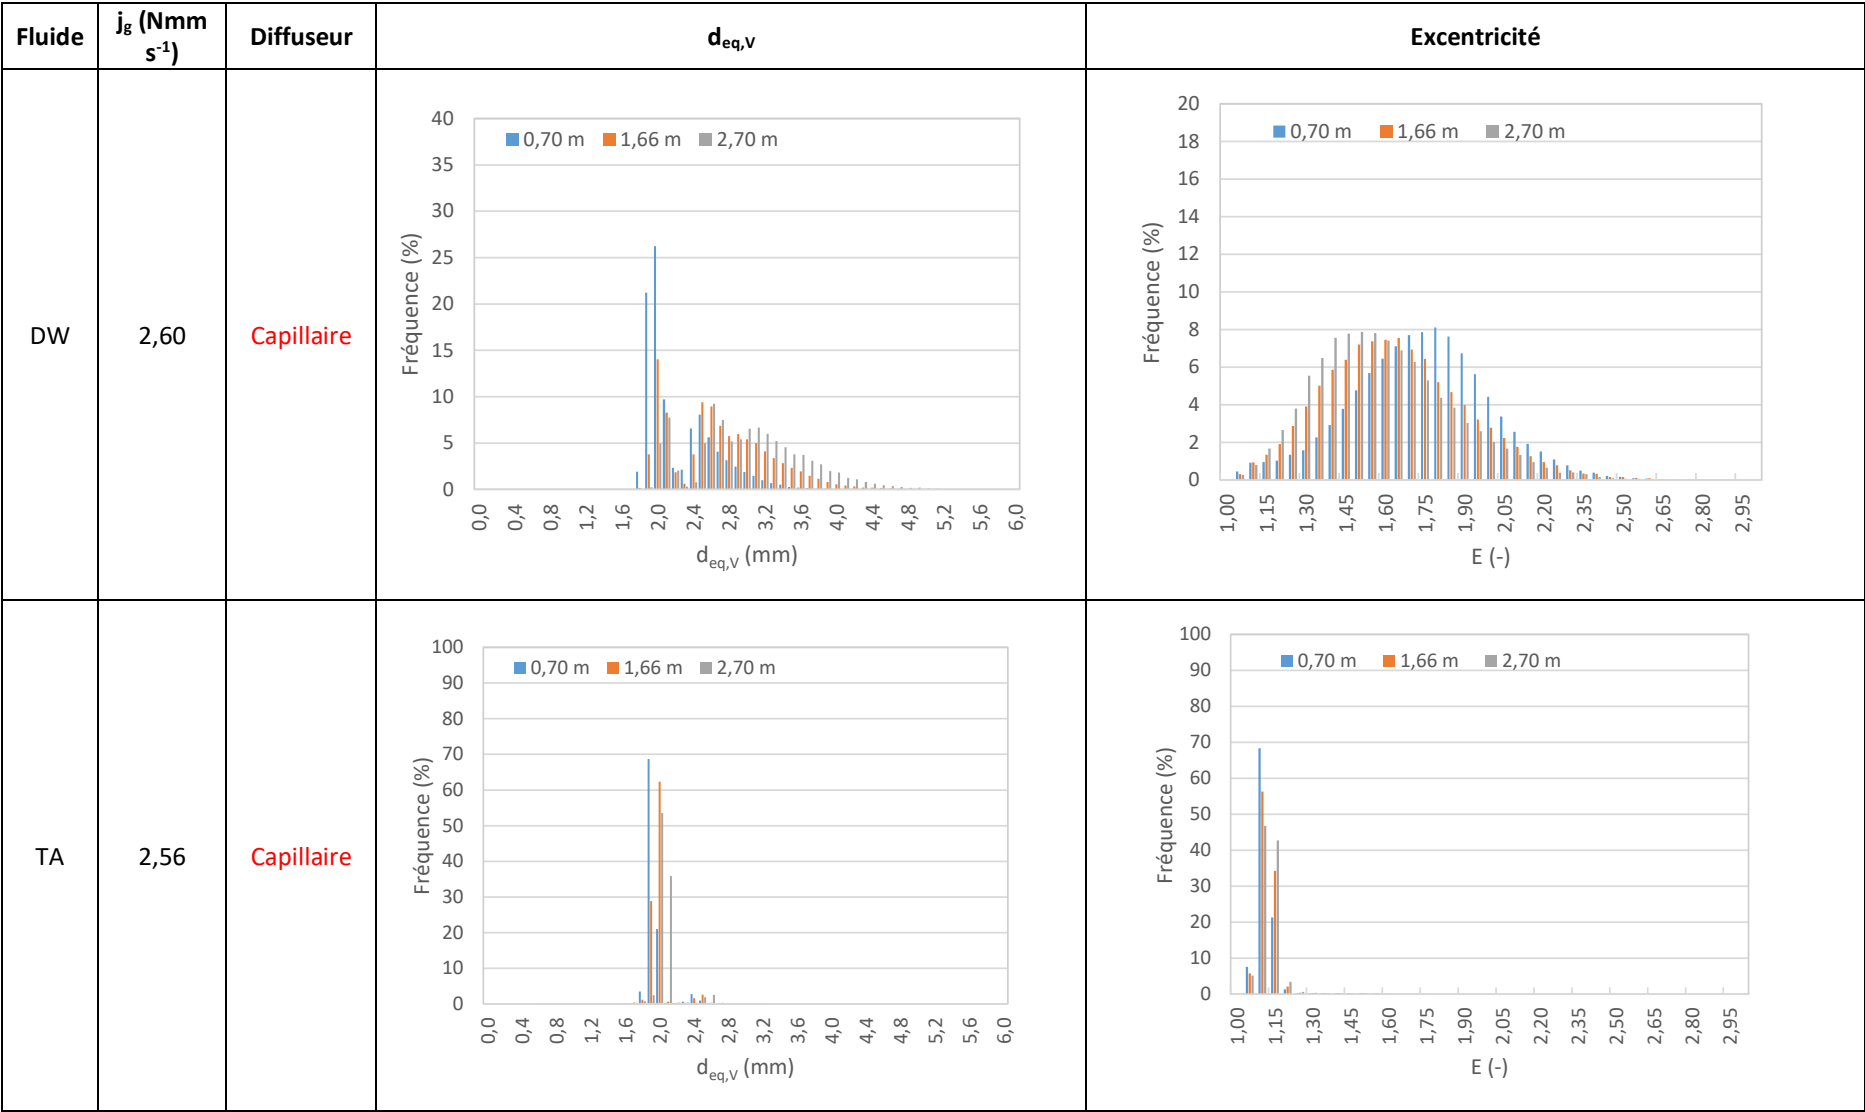 Fluide
jg (Nmm s-1)
Diffuseur
deq,V
Excentricité
DW
2,60
Capillaire
0,70 m 1,66 m 2,70 m
40
35
30
25
20
15
10
5
0
Fréquence (%)
0,0 0,4 0,8 1,2 1,6 2,0 2,4 2,8 3,2 3,6 4,0 4,4 4,8 5,2 5,6 6,0
deq,V (mm)
0,70 m 1,66 m 2,70 m
20
18
16
14
12
10
8
6
4
2
0
Fréquence (%)
1,00 1,15 1,30 1,45 1,60 1,75 1,90 2,05 2,20 2,35 2,50 2,65 2,80 2,95
E (-)
TA
2,56
Capillaire
0,70 m 1,66 m 2,70 m
100
90
80
70
60
50
40
30
20
10
0
Fréquence (%)
0,0 0,4 0,8 1,2 1,6 2,0 2,4 2,8 3,2 3,6 4,0 4,4 4,8 5,2 5,6 6,0
deq,V (mm)
0,70 m 1,66 m 2,70 m
100
90
80
70
60
50
40
30
20
10
0
Fréquence (%)
1,00 1,15 1,30 1,45 1,60 1,75 1,90 2,05 2,20 2,35 2,50 2,65 2,80 2,95
E (-)